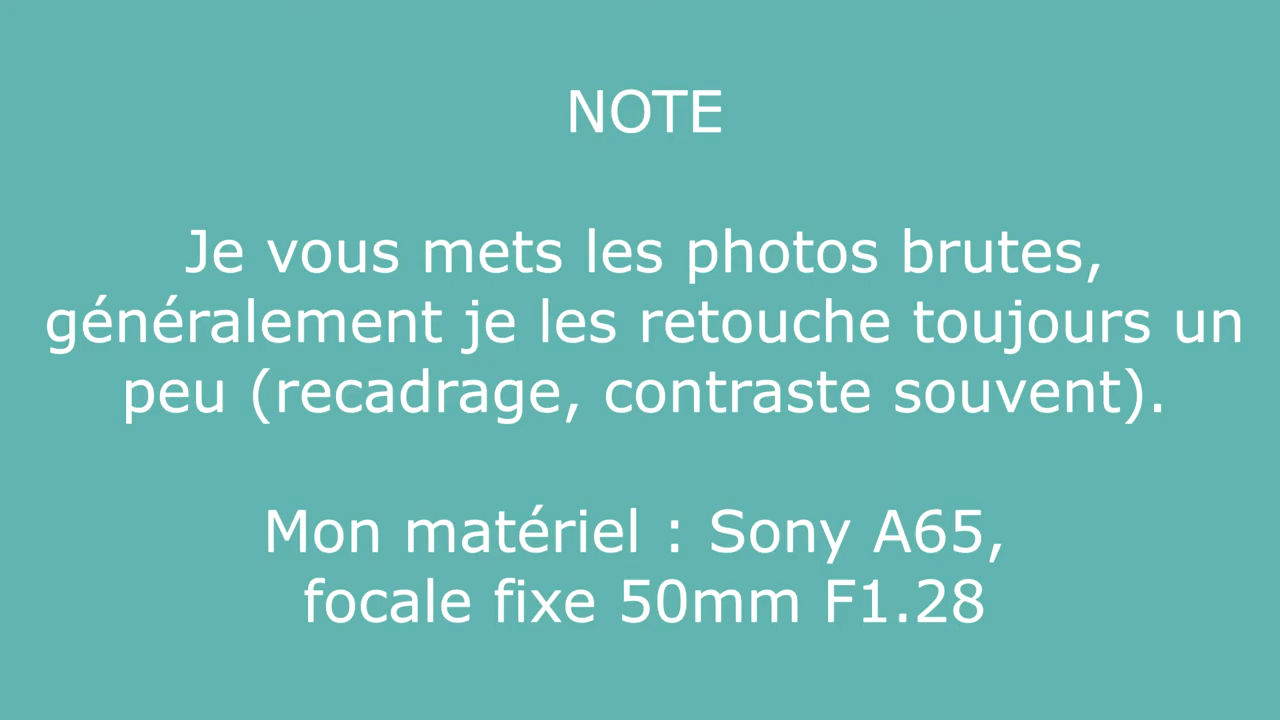 NOTE
Je vous mets les photos brutes,
généralement je les retouche toujours un
peu (recadrage, contraste souvent).
Mon matériel : Sony A65,
focale fixe 50mm F1.28